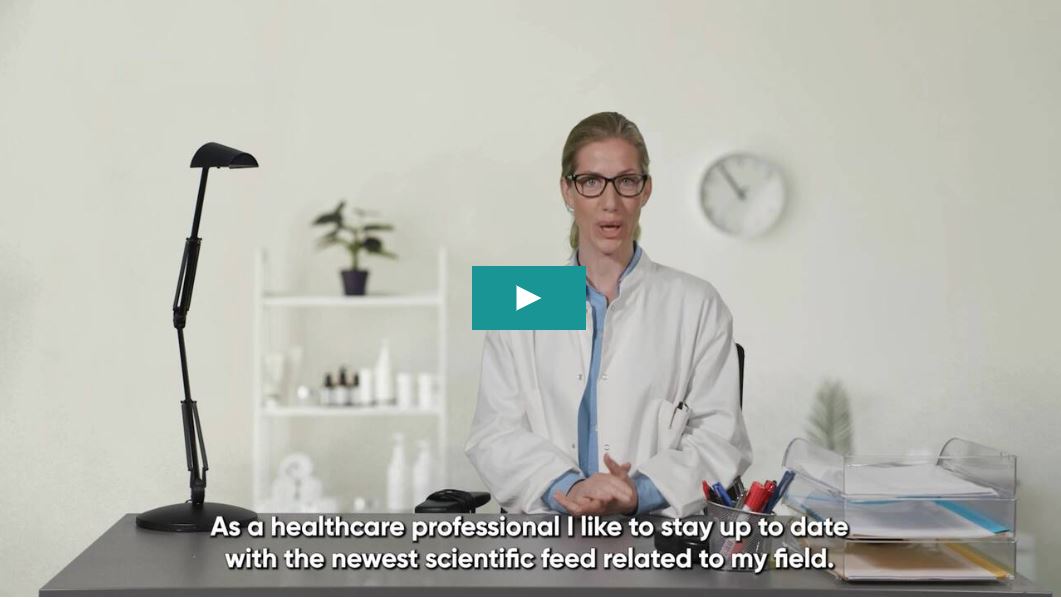 As a healthcare professional I like to stay up to date
with the newest scientific feed related to my field.